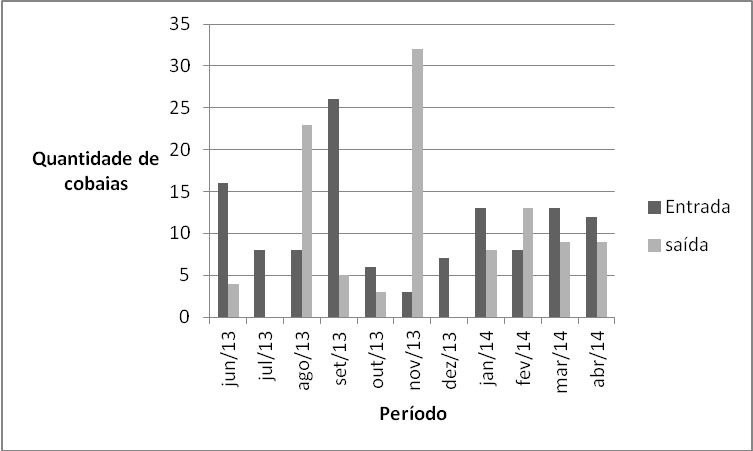 35
30
25
20
15
10
5
0
Quantidade de
cobaias
Entrada
saída
jun/13
jul/13
ago/13
set/13
out/13
nov/13
dez/13
jan/14
fev/14
mar/14
abr/14
Período